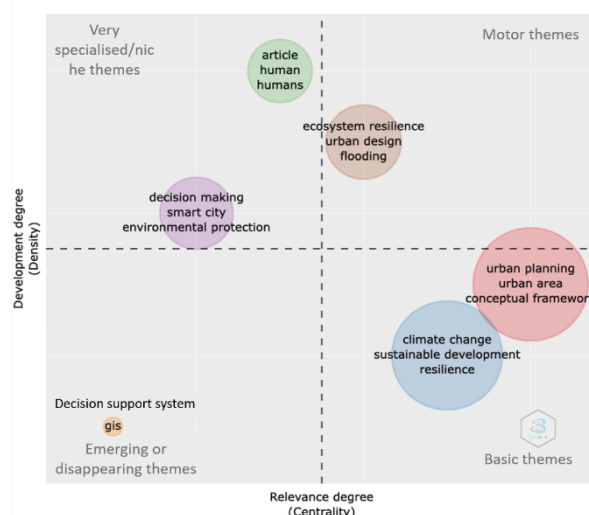 Very
specialised/nic
he themes
Motor themes
article
human
humans
ecosystem resilience
urban design
flooding
decision making
smart city
environmental protection
urban planning
urban area
conceptual framewor
climate change
sustainable development
resilience
Decision support system
gis
Emerging or
disappearing themes
Basic themes
Development degree
(Density)
Relevance degree
(Centrality)